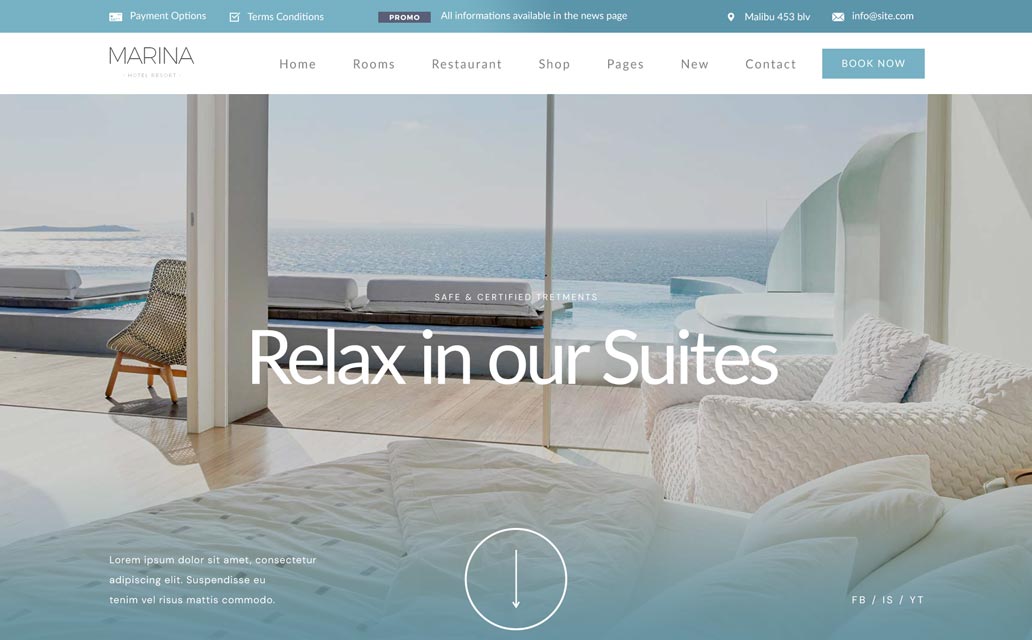 Payment Options
Terms Conditions
PROMO
All informations available in the news page
Malibu 453 blv
info@site.com
MARINA
· HOTEL RESORT ·
Home
Rooms
Restaurant
Shop
Pages
New
Contact
BOOK NOW
SAFE & CERTIFIED TRETMENTS
Relax in our Suites
Lorem ipsum dolor sit amet, consectetur
adipiscing elit. Suspendisse eu
tenim vel risus mattis commodo.
FB / IS / YT